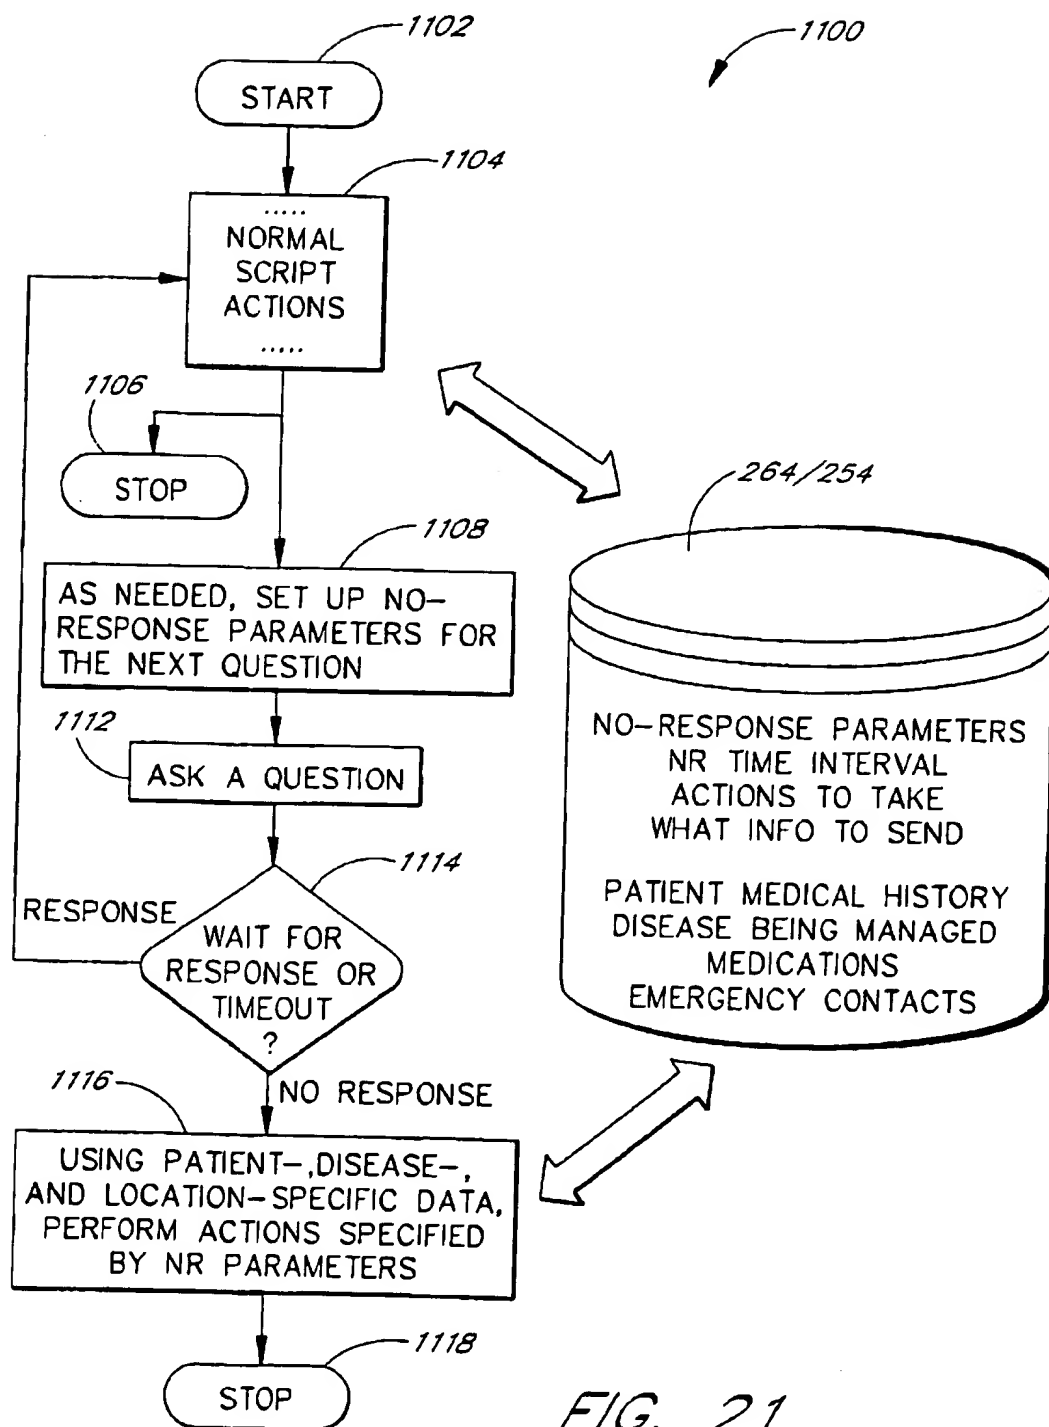 1102
1100
START
1104
.....
NORMAL
SCRIPT
ACTIONS
.....
1106
STOP
264/254
1108
AS NEEDED, SET UP NO-
RESPONSE PARAMETERS FOR
THE NEXT QUESTION
1112
ASK A QUESTION
NO-RESPONSE PARAMETERS
NR TIME INTERVAL
ACTIONS TO TAKE
WHAT INFO TO SEND
PATIENT MEDICAL HISTORY
DISEASE BEING MANAGED
MEDICATIONS
EMERGENCY CONTACTS
1114
RESPONSE
WAIT FOR
RESPONSE OR
TIMEOUT
?
1116
NO RESPONSE
USING PATIENT-,DISEASE-,
AND LOCATION-SPECIFIC DATA,
PERFORM ACTIONS SPECIFIED
BY NR PARAMETERS
1118
STOP
FIG. 21